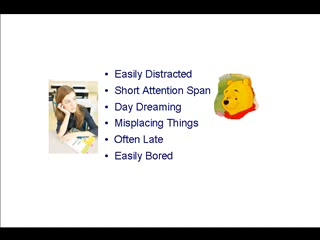 • Easily Distracted
• Short Attention Span
• Day Dreaming
• Misplacing Things
• Often Late
• Easily Bored